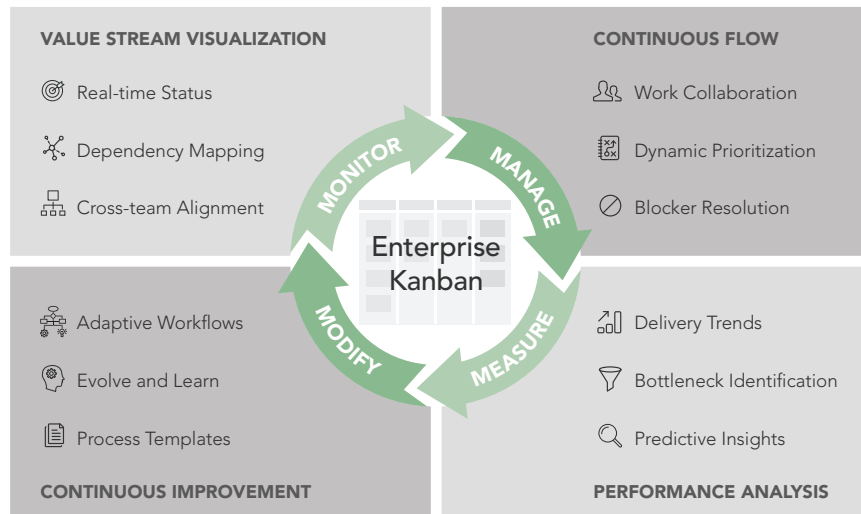 VALUE STREAM VISUALIZATION
Real-time Status
Dependency Mapping
Cross-team Alignment
CONTINUOUS FLOW
Work Collaboration
Dynamic Prioritization
Blocker Resolution
MONITOR
MANAGE
Enterprise
Kanban
MODIFY
MEASURE
Adaptive Workflows
Evolve and Learn
Process Templates
CONTINUOUS IMPROVEMENT
Delivery Trends
Bottleneck Identification
Predictive Insights
PERFORMANCE ANALYSIS